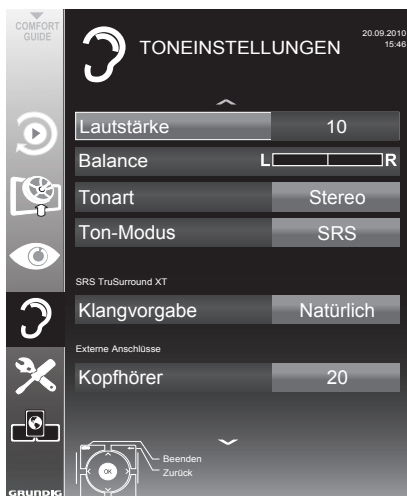 COMFORT
GUIDE
TONEINSTELLUNGEN
20.09.2010
15:46
Lautstärke 10
Balance L R
Tonart Stereo
Ton-Modus SRS
SRS TruSurround XT
Klangvorgabe Natürlich
Externe Anschlüsse
Kopfhörer 20
Beenden
OK
Zurück
GRUNDIG